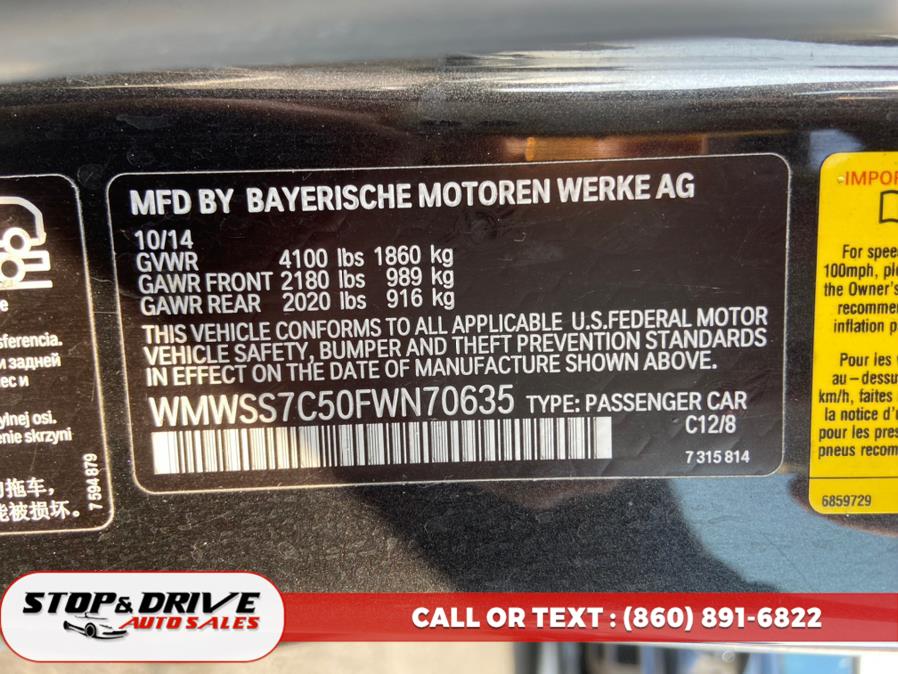 MFD BY BAYERISCHE MOTOREN WERKE AG
10/14
GVWR 4100 lbs 1860 kg
GAWR FRONT 2180 lbs 989 kg
GAWR REAR 2020 lbs 916 kg
THIS VEHICLE CONFORMS TO ALL APPLICABLE U.S.FEDERAL MOTOR
VEHICLE SAFETY, BUMPER AND THEFT PREVENTION STANDARDS
IN EFFECT ON THE DATE OF MANUFACTURE SHOWN ABOVE.
WMWSS7C50FWN70635 TYPE: PASSENGER CAR
C12/8
7 315 814
sferencia.
и задней
ес и
ylnej osi.
enie skrzyni
拖车，
被损坏.
7 594 879
IMPOR
For spee
100mph, ple
the Owner's
recommen
inflation p
Pour les v
au-dessu
km/h, faites
la notice d'u
pour les pres
pneus recom
6859729
STOP & DRIVE
AUTO SALES
CALL OR TEXT : (860) 891-6822